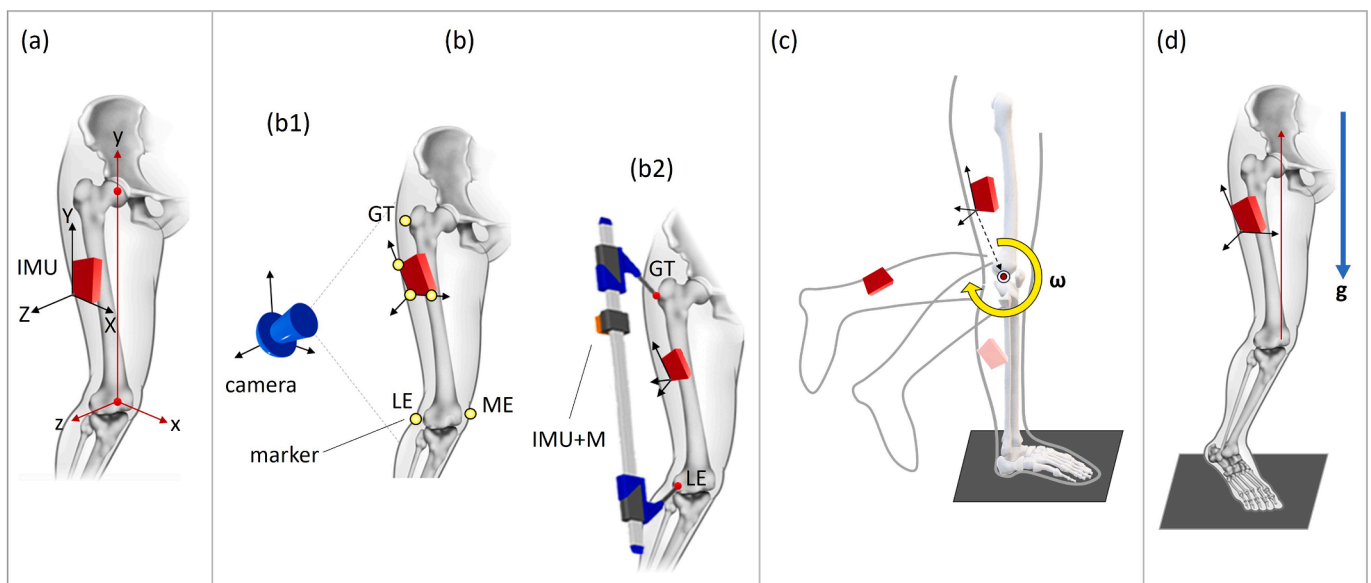 (a)
(b)
(c)
(d)
y
Y
IMU
Z
X
z
x
(b1)
GT
camera
LE
ME
marker
(b2)
GT
IMU+M
LE
ω
g